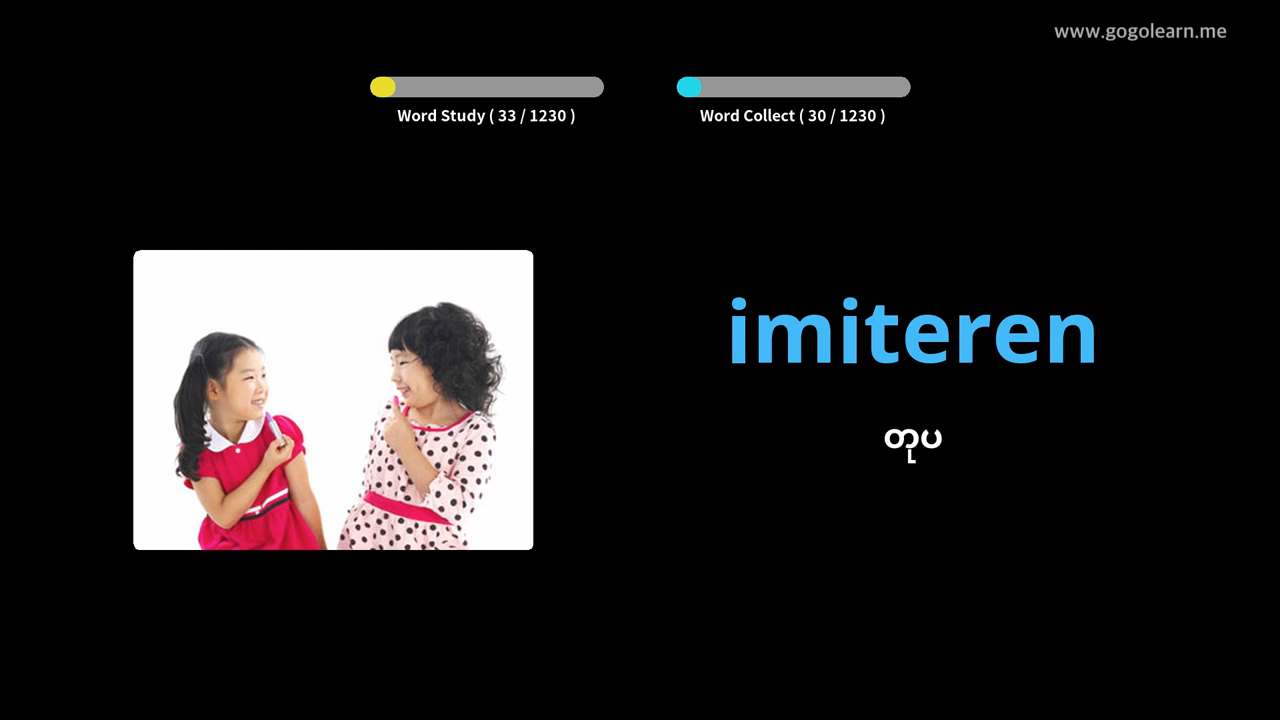 www.gogolearn.me
Word Study ( 33 / 1230 )
Word Collect ( 30 / 1230 )
imiteren
တုပ